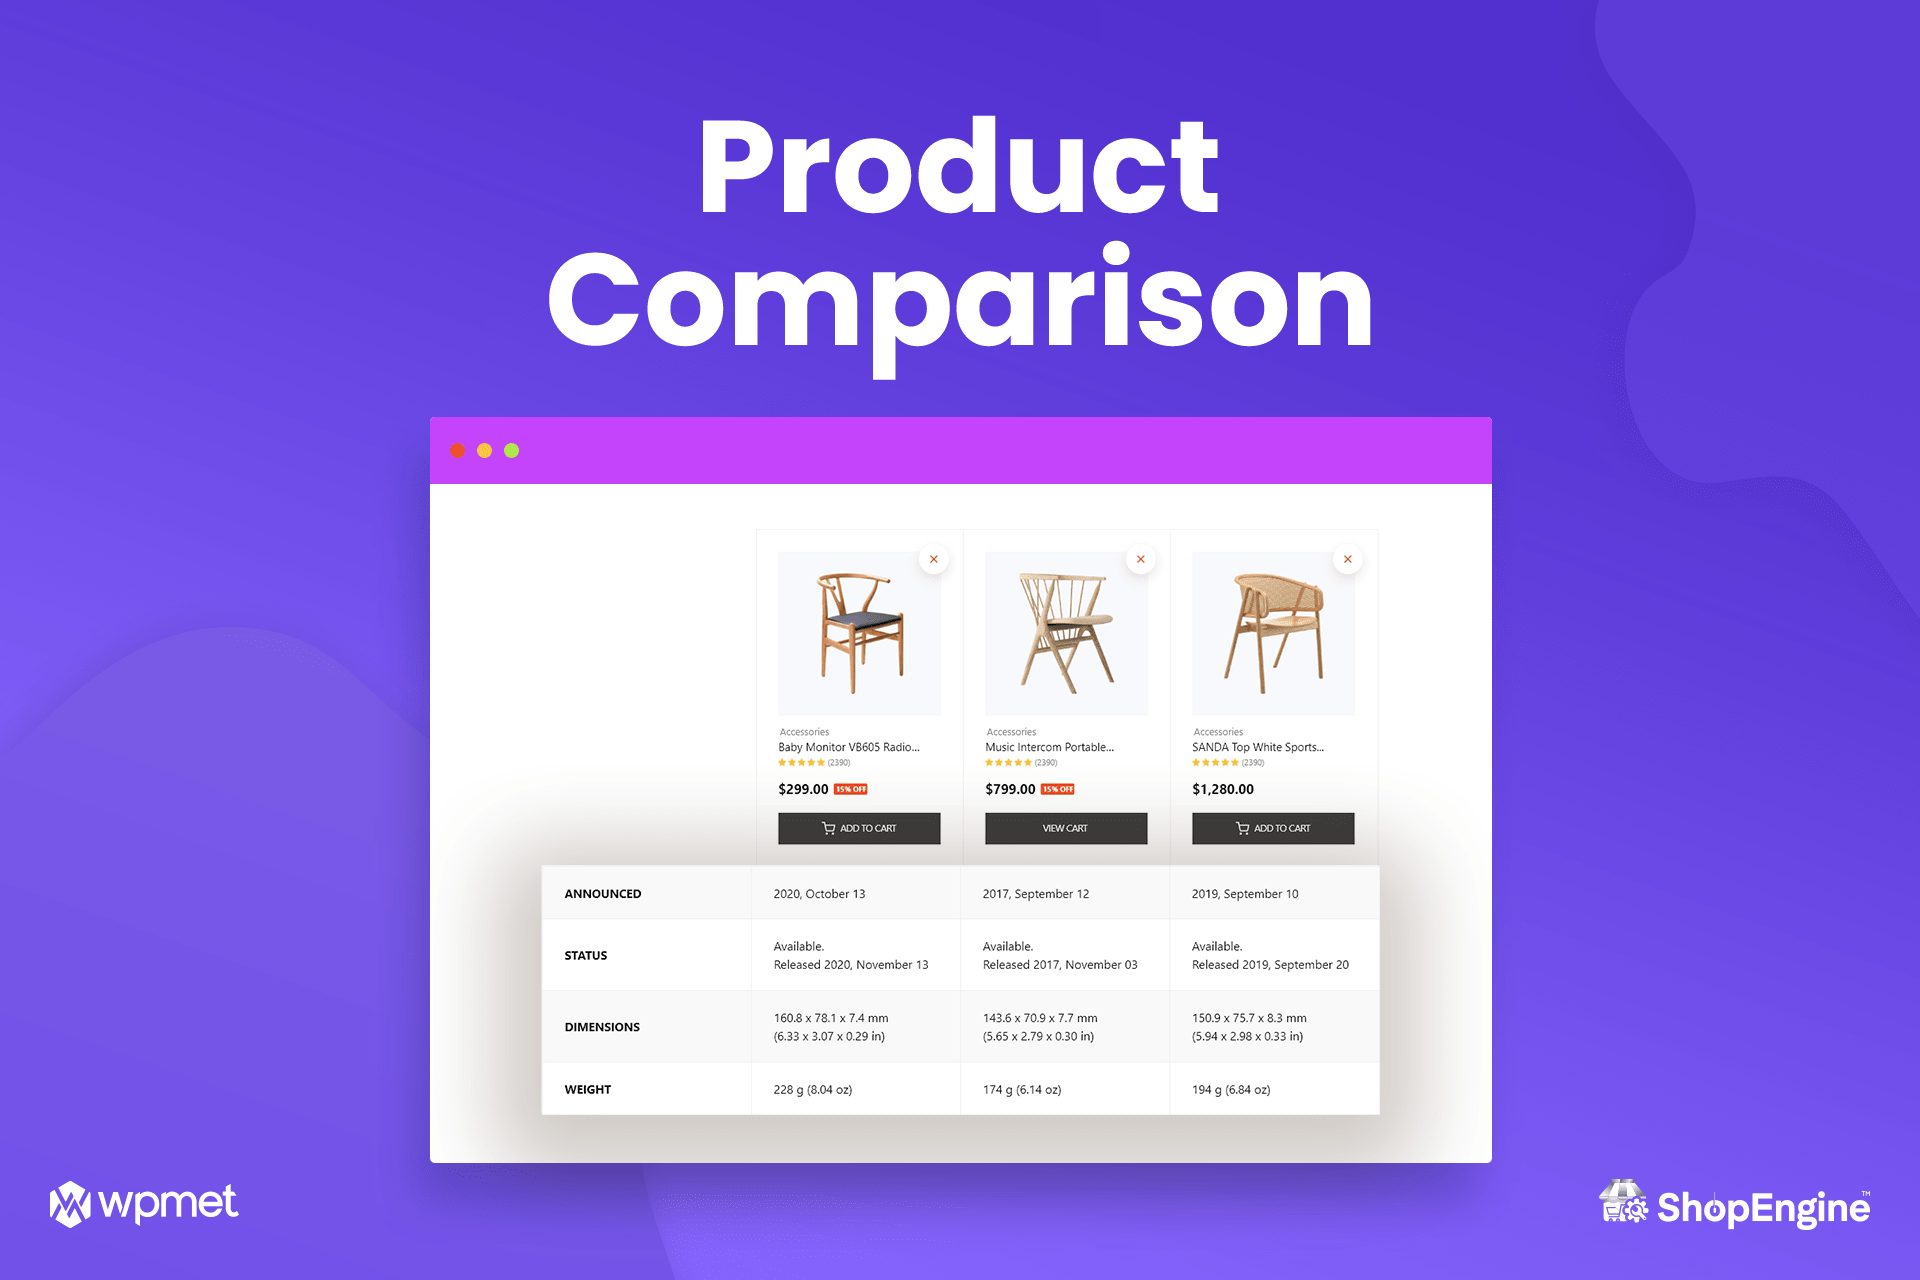 Product
Comparison
Accessories
Baby Monitor VB605 Radio...
(2390)
$299.00 15% OFF
ADD TO CART
Accessories
Music Intercom Portable...
(2390)
$799.00 15% OFF
VIEW CART
Accessories
SANDA Top White Sports...
(2390)
$1,280.00
ADD TO CART
ANNOUNCED
2020, October 13
2017, September 12
2019, September 10
STATUS
Available.
Released 2020, November 13
Available.
Released 2017, November 03
Available.
Released 2019, September 20
DIMENSIONS
160.8 x 78.1 x 7.4 mm
(6.33 x 3.07 x 0.29 in)
143.6 x 70.9 x 7.7 mm
(5.65 x 2.79 x 0.30 in)
150.9 x 75.7 x 8.3 mm
(5.94 x 2.98 x 0.33 in)
WEIGHT
228 g (8.04 oz)
174 g (6.14 oz)
194 g (6.84 oz)
wpmet
ShopEngine™